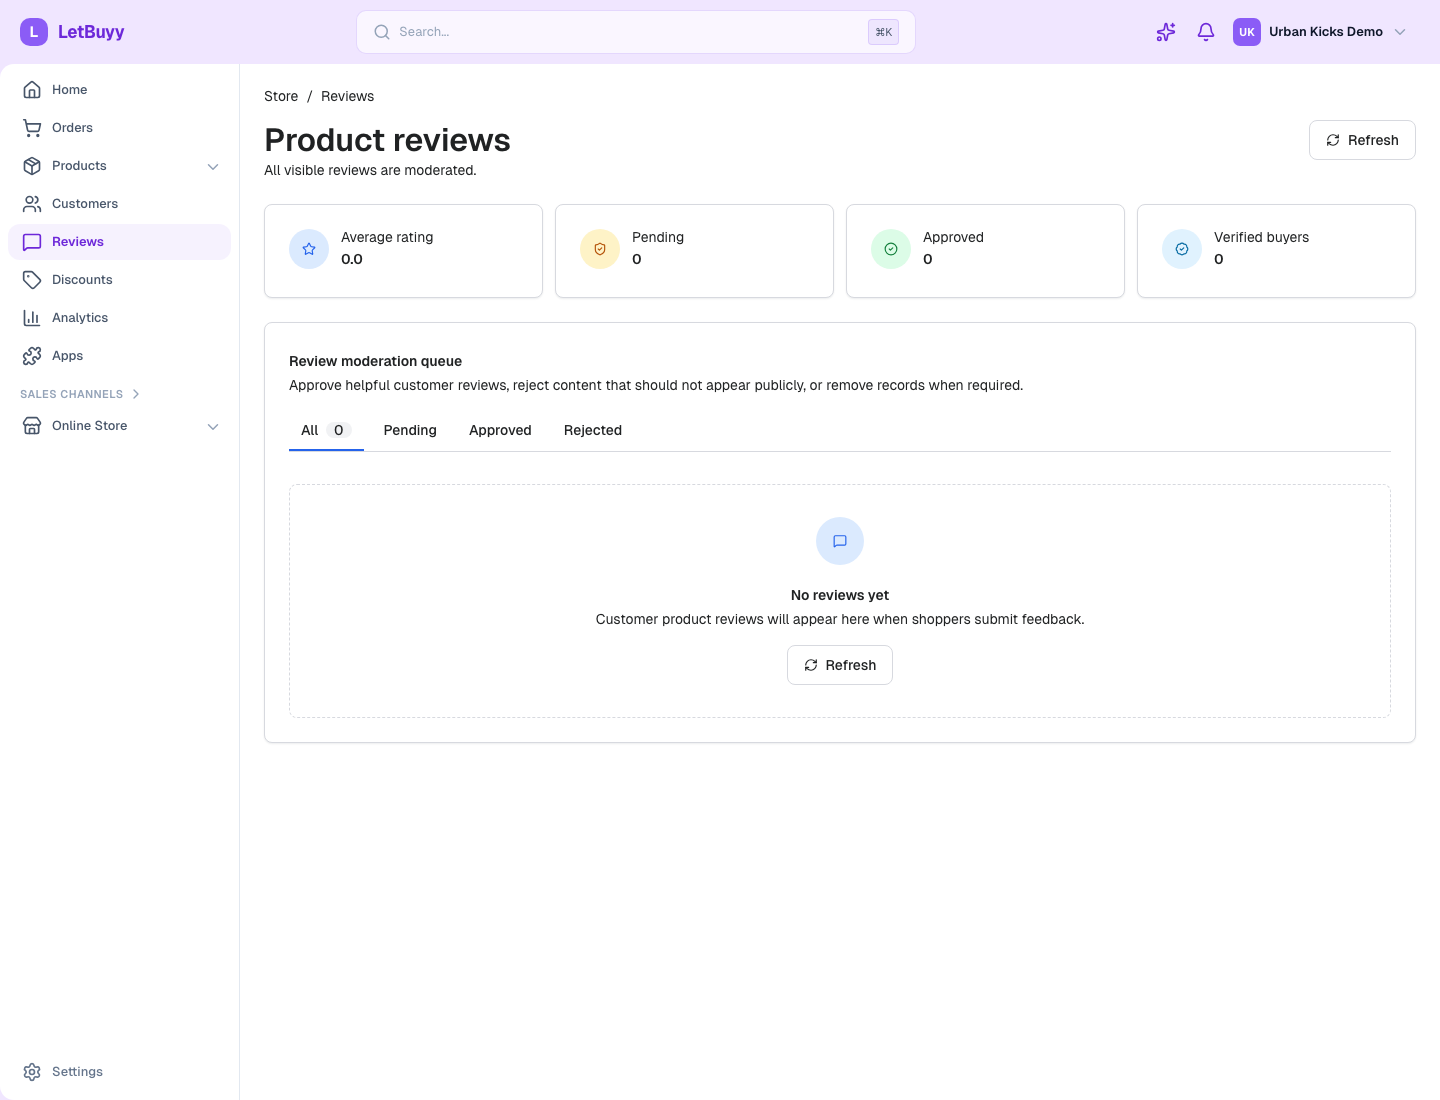 L LetBuyy
Search...
⌘K
UK Urban Kicks Demo
Home
Orders
Products
Customers
Reviews
Discounts
Analytics
Apps
SALES CHANNELS
Online Store
Settings
Store / Reviews
Product reviews
All visible reviews are moderated.
Refresh
Average rating
0.0
Pending
0
Approved
0
Verified buyers
0
Review moderation queue
Approve helpful customer reviews, reject content that should not appear publicly, or remove records when required.
All 0 Pending Approved Rejected
No reviews yet
Customer product reviews will appear here when shoppers submit feedback.
Refresh